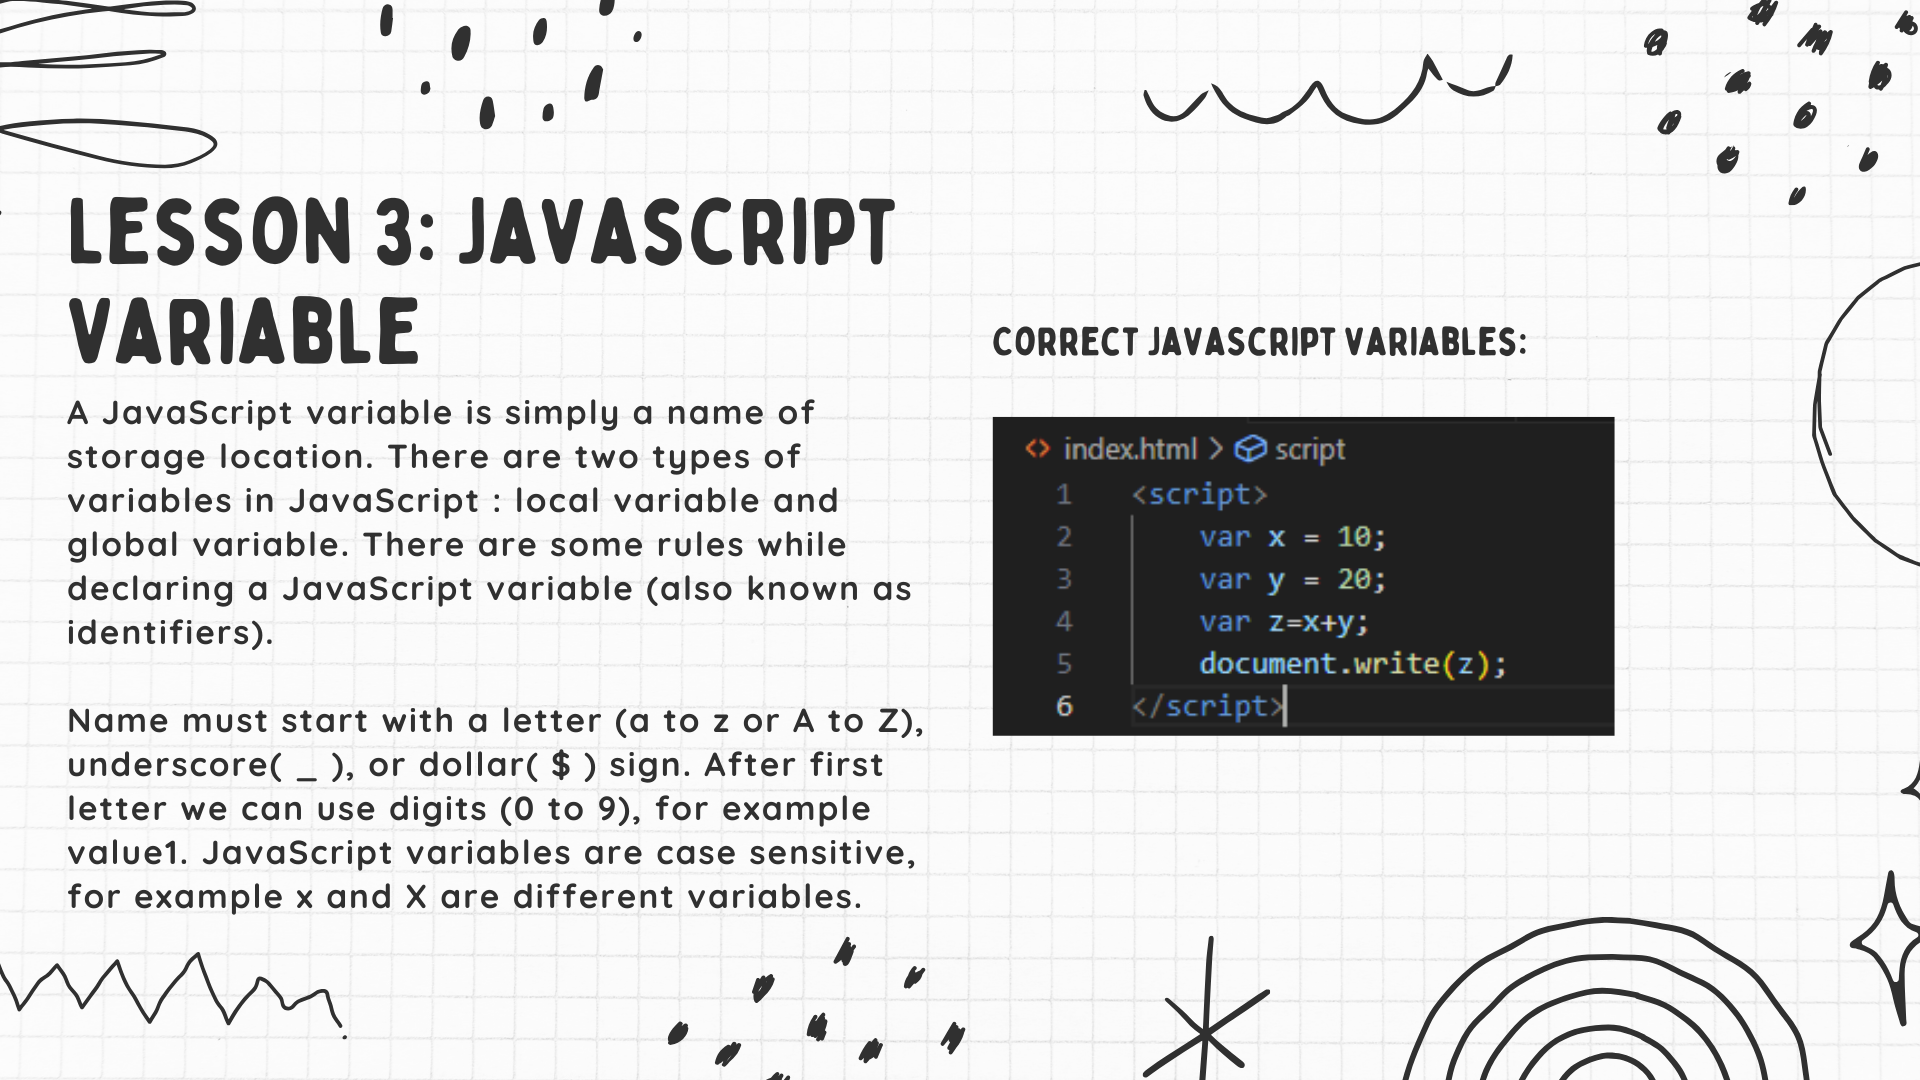 LESSON 3: JAVASCRIPT
VARIABLE
A JavaScript variable is simply a name of
storage location. There are two types of
variables in JavaScript : local variable and
global variable. There are some rules while
declaring a JavaScript variable (also known as
identifiers).
Name must start with a letter (a to z or A to Z),
underscore( _ ), or dollar( $ ) sign. After first
letter we can use digits (0 to 9), for example
value1. JavaScript variables are case sensitive,
for example x and X are different variables.
CORRECT JAVASCRIPT VARIABLES:
<> index.html > script
1 <script>
2 var x = 10;
3 var y = 20;
4 var z=x+y;
5 document.write(z);
6 </script>